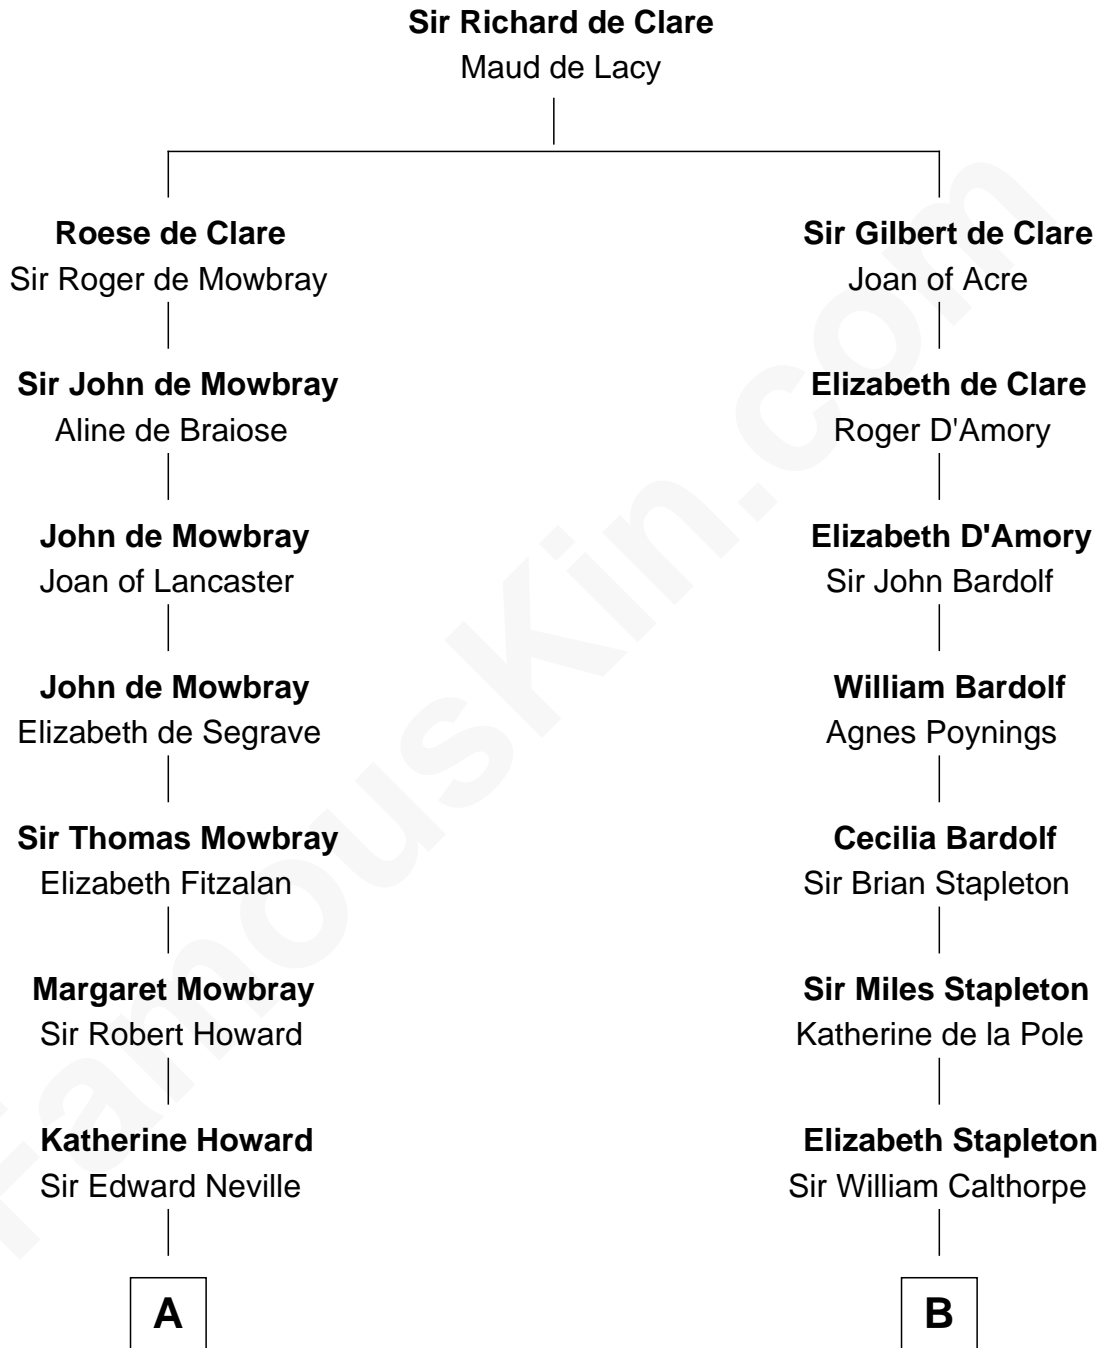 Sir Richard de Clare
Maud de Lacy
Roese de Clare
Sir Roger de Mowbray
Sir Gilbert de Clare
Joan of Acre
Sir John de Mowbray
Aline de Braiose
Elizabeth de Clare
Roger D'Amory
John de Mowbray
Joan of Lancaster
Elizabeth D'Amory
Sir John Bardolf
John de Mowbray
Elizabeth de Segrave
William Bardolf
Agnes Poynings
Sir Thomas Mowbray
Elizabeth Fitzalan
Cecilia Bardolf
Sir Brian Stapleton
Margaret Mowbray
Sir Robert Howard
Sir Miles Stapleton
Katherine de la Pole
Katherine Howard
Sir Edward Neville
Elizabeth Stapleton
Sir William Calthorpe
A
B
FamousKin.com